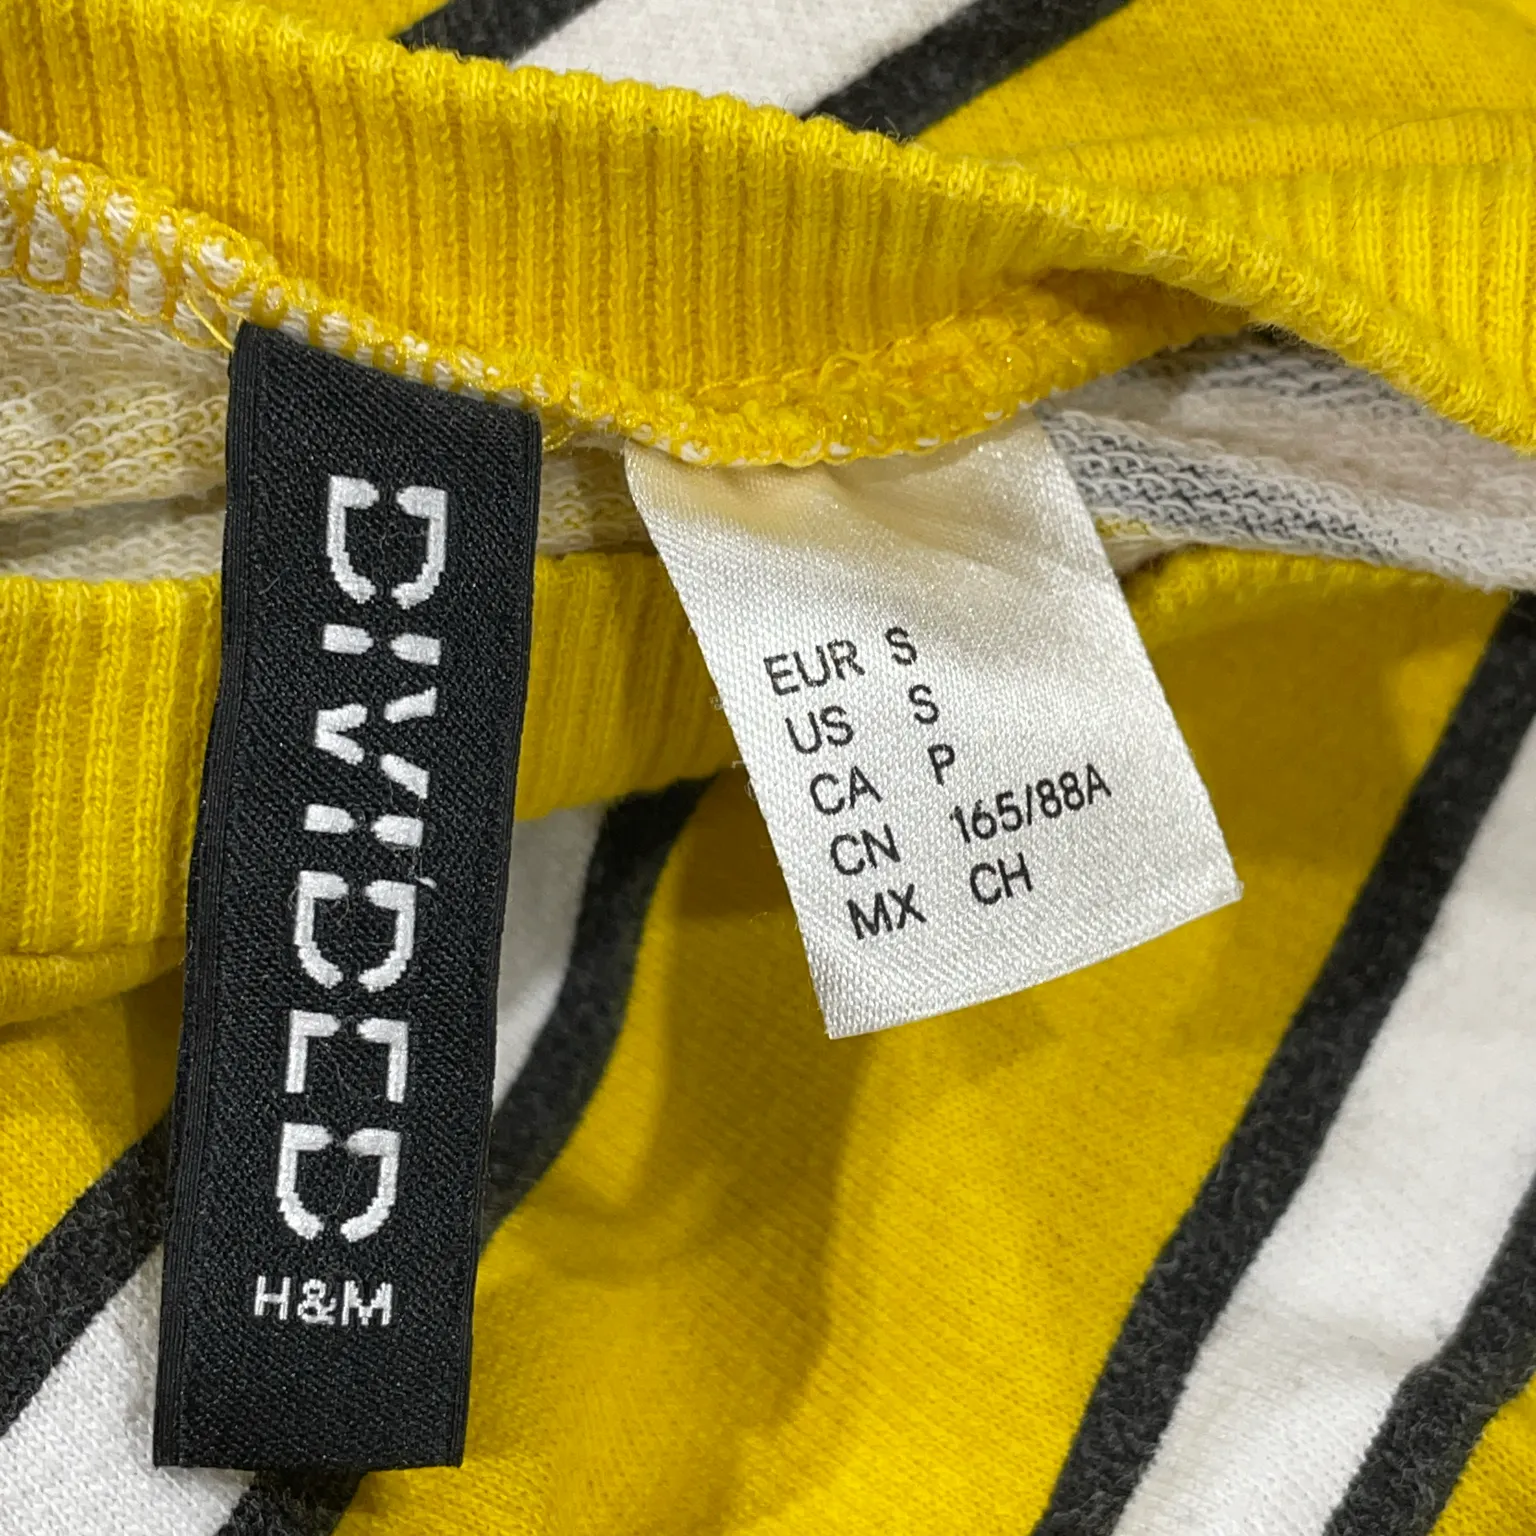 DIVIDED
H&M
EUR S
US S
CA P
CN 165/88A
MX CH